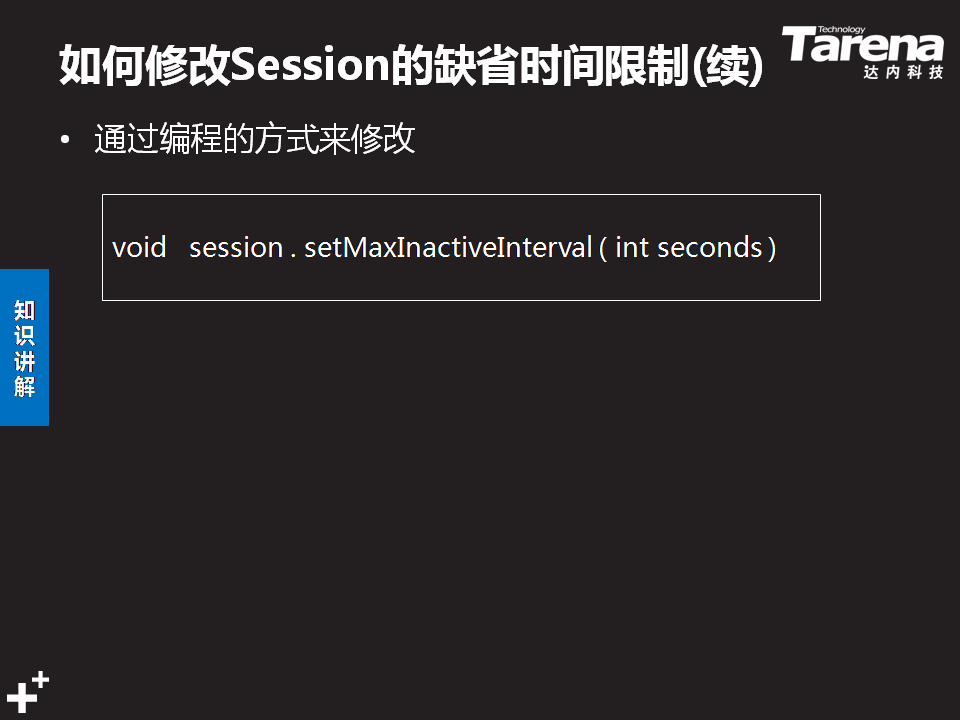 如何修改Session的缺省时间限制(续)
Technology
Tarena
达内科技
• 通过编程的方式来修改
void session . setMaxInactiveInterval ( int seconds )
知识讲解